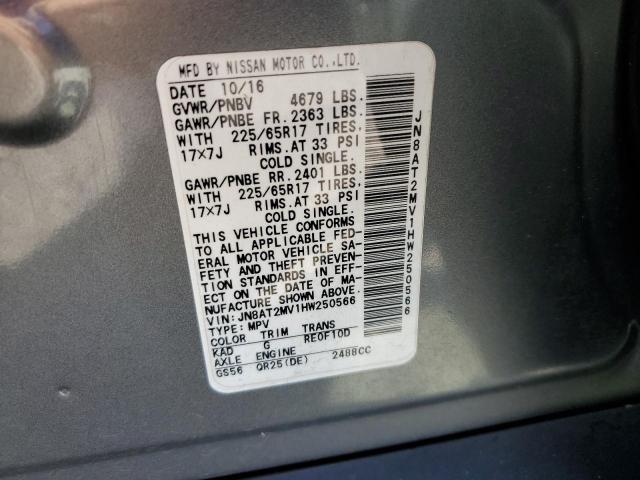 MFD BY NISSAN MOTOR CO.,LTD.
DATE 10/16
GVWR/PNBV 4679 LBS.
GAWR/PNBE FR. 2363 LBS.
WITH 225/65R17 TIRES,
17×7J RIMS.AT 33 PSI
COLD SINGLE.
GAWR/PNBE RR. 2401 LBS.
WITH 225/65R17 TIRES,
17×7J RIMS.AT 33 PSI
COLD SINGLE.
THIS VEHICLE CONFORMS
TO ALL APPLICABLE FED-
ERAL MOTOR VEHICLE SA-
FETY AND THEFT PREVEN-
TION STANDARDS IN EFF-
ECT ON THE DATE OF MA-
NUFACTURE SHOWN ABOVE.
VIN:JN8AT2MV1HW250566
TYPE:MPV
COLOR TRIM TRANS
KAD G RE0F10D
AXLE ENGINE
GS56 QR25(DE) 2488CC
JN8AT2MV1HW250566